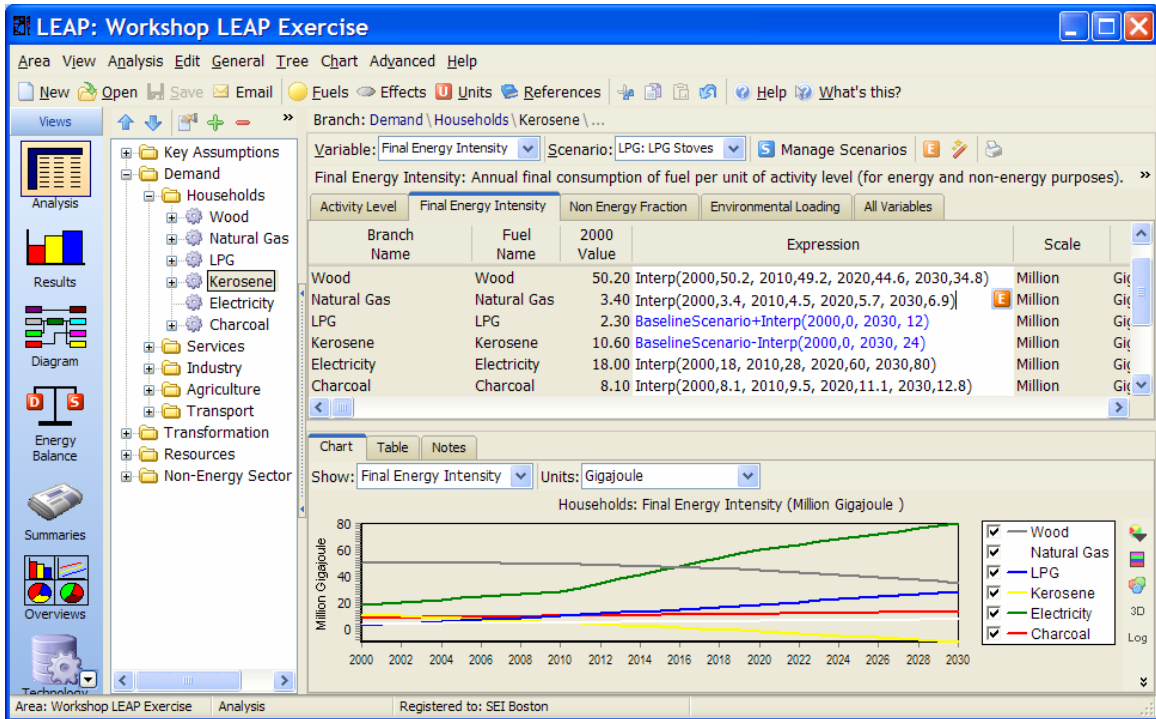 LEAP: Workshop LEAP Exercise
Area View Analysis Edit General Tree Chart Advanced Help
New Open Save Email Fuels Effects Units References Help What's this?
Views
Analysis
Results
Diagram
Energy
Balance
Summaries
Overviews
Technology
Key Assumptions
Demand
Households
Wood
Natural Gas
LPG
Kerosene
Electricity
Charcoal
Services
Industry
Agriculture
Transport
Transformation
Resources
Non-Energy Sector
Branch: Demand \ Households \ Kerosene \ ...
Variable: Final Energy Intensity Scenario: LPG: LPG Stoves S Manage Scenarios E
Final Energy Intensity: Annual final consumption of fuel per unit of activity level (for energy and non-energy purposes).
Activity Level Final Energy Intensity Non Energy Fraction Environmental Loading All Variables
Branch Name Fuel Name 2000 Value Expression Scale
Wood Wood 50.20 Interp(2000,50.2, 2010,49.2, 2020,44.6, 2030,34.8) Million Gig
Natural Gas Natural Gas 3.40 Interp(2000,3.4, 2010,4.5, 2020,5.7, 2030,6.9) E Million Gig
LPG LPG 2.30 BaselineScenario+Interp(2000,0, 2030, 12) Million Gig
Kerosene Kerosene 10.60 BaselineScenario-Interp(2000,0, 2030, 24) Million Gig
Electricity Electricity 18.00 Interp(2000,18, 2010,28, 2020,60, 2030,80) Million Gig
Charcoal Charcoal 8.10 Interp(2000,8.1, 2010,9.5, 2020,11.1, 2030,12.8) Million Gig
Chart Table Notes
Show: Final Energy Intensity Units: Gigajoule
Households: Final Energy Intensity (Million Gigajoule )
Million Gigajoule
80
60
40
20
0
2000 2002 2004 2006 2008 2010 2012 2014 2016 2018 2020 2022 2024 2026 2028 2030
Wood
Natural Gas
LPG
Kerosene
Electricity
Charcoal
3D
Log
Area: Workshop LEAP Exercise Analysis Registered to: SEI Boston